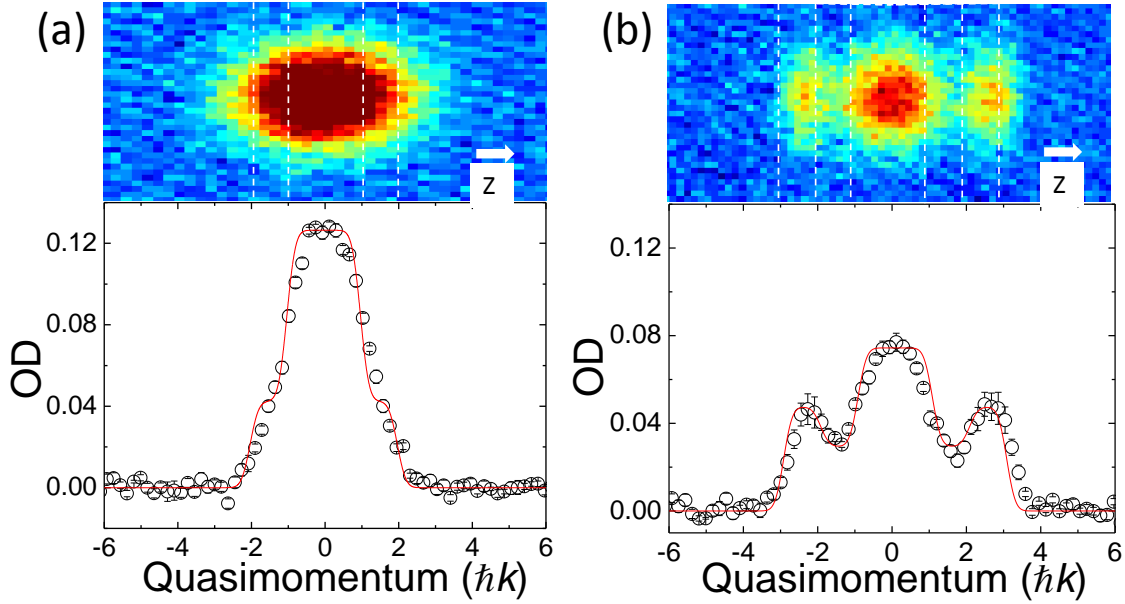 (a)
z
0.12
0.08
0.04
0.00
OD
-6 -4 -2 0 2 4 6
Quasimomentum (ħk)
(b)
z
0.12
0.08
0.04
0.00
OD
-6 -4 -2 0 2 4 6
Quasimomentum (ħk)